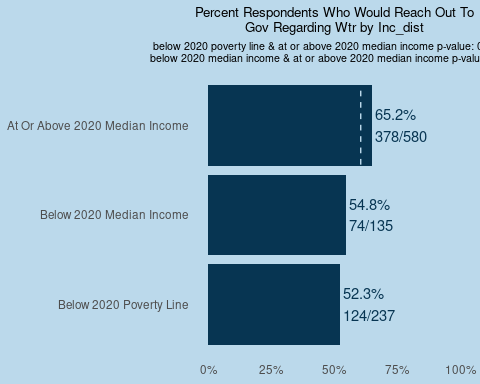 Percent Respondents Who Would Reach Out To
Gov Regarding Wtr by Inc_dist
below 2020 poverty line & at or above 2020 median income p-value: 0
below 2020 median income & at or above 2020 median income p-valu
At Or Above 2020 Median Income
65.2%
378/580
Below 2020 Median Income
54.8%
74/135
Below 2020 Poverty Line
52.3%
124/237
0% 25% 50% 75% 100%